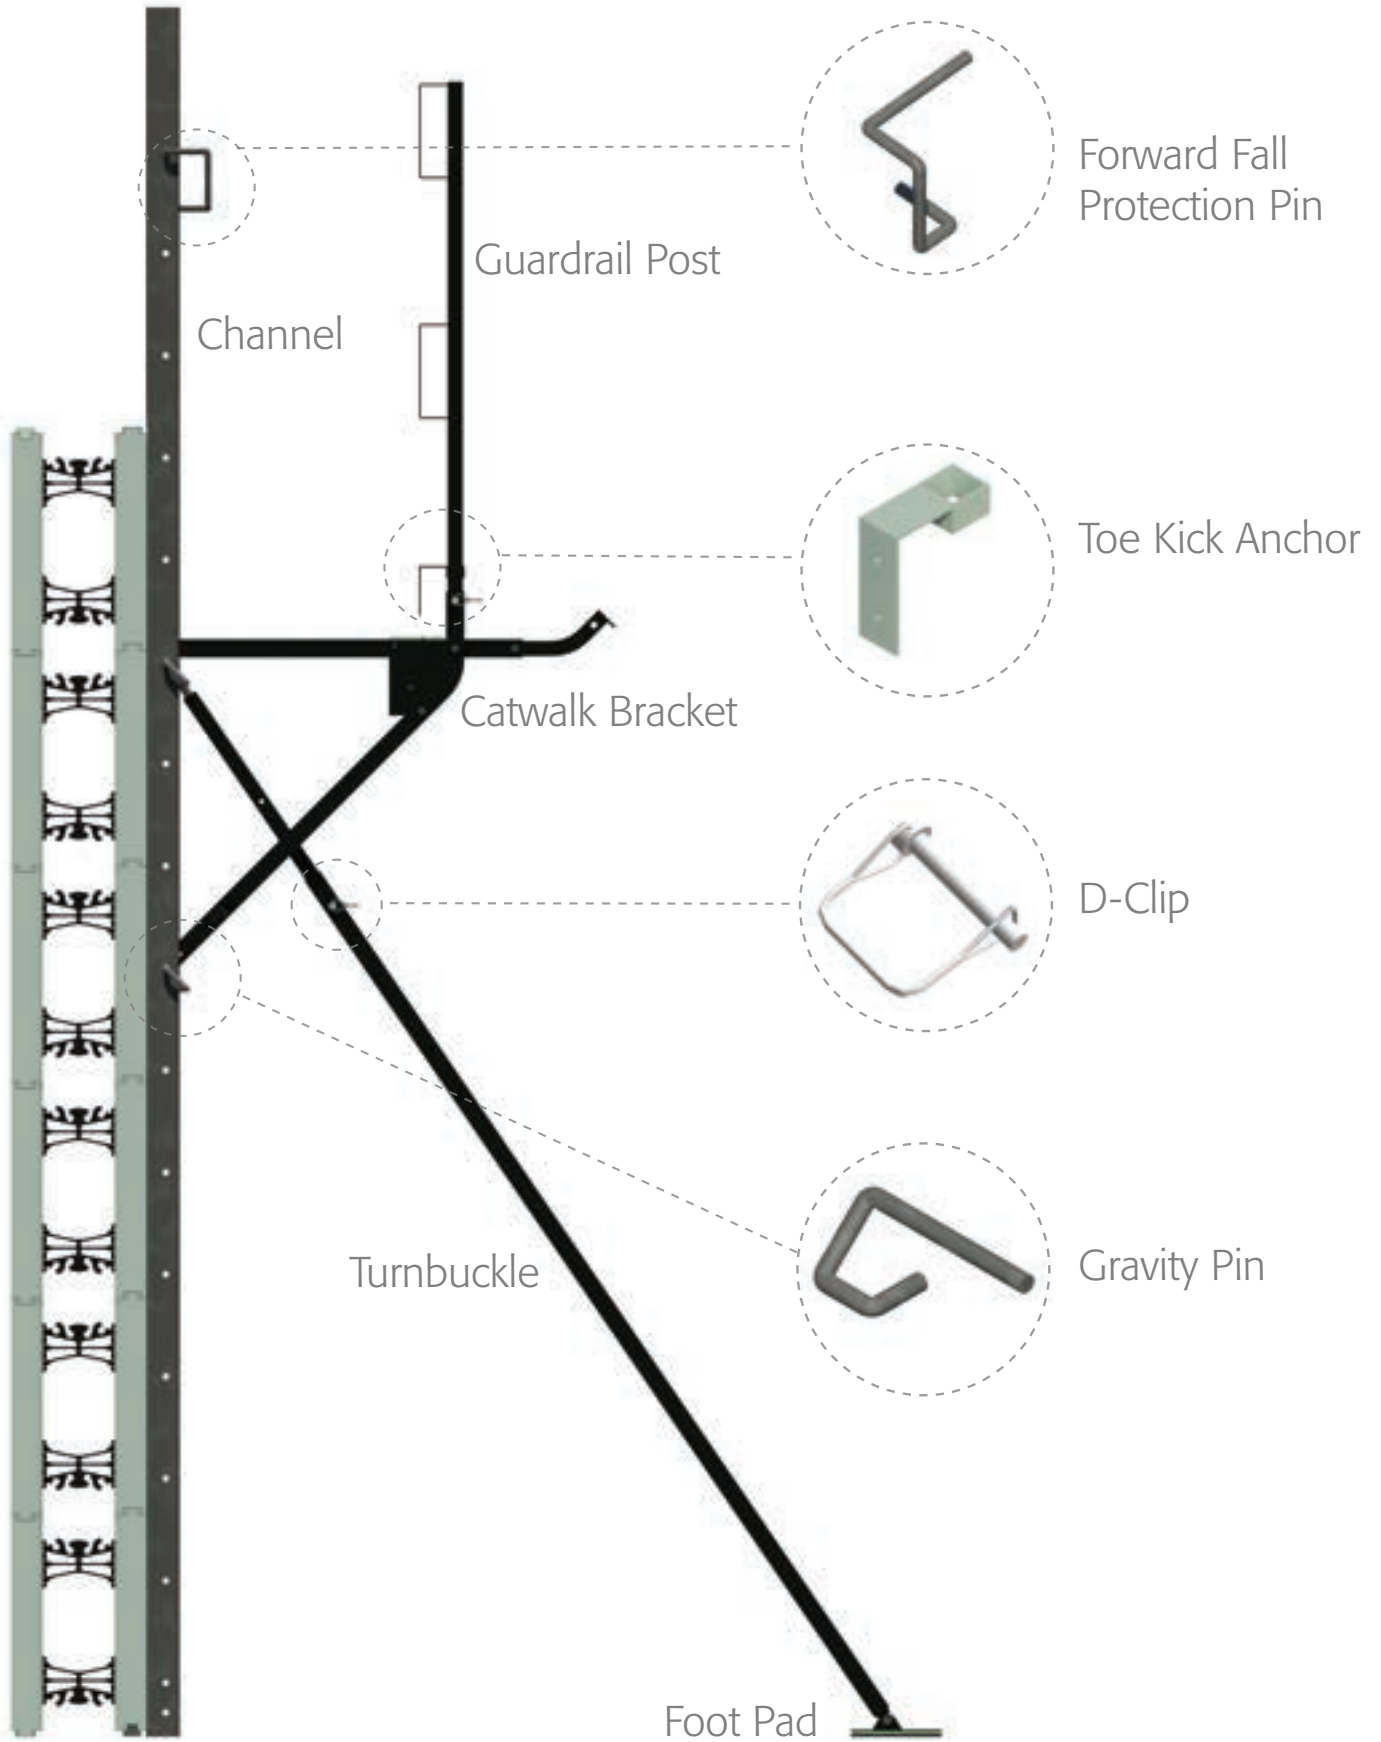 Forward Fall
Protection Pin
Guardrail Post
Channel
Toe Kick Anchor
Catwalk Bracket
D-Clip
Turnbuckle
Gravity Pin
Foot Pad